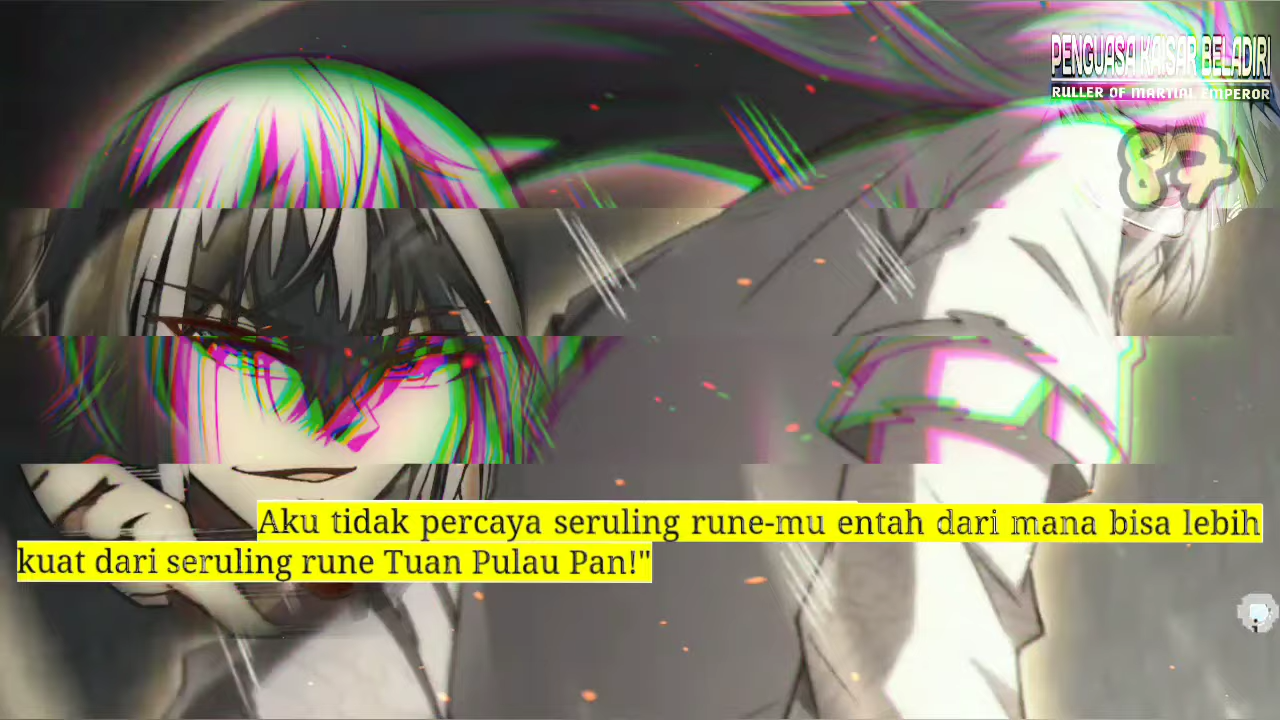 PENGUASA KAISAR BELADIRI
RULLER OF MARTIAL EMPEROR
87
Aku tidak percaya seruling rune-mu entah dari mana bisa lebih
kuat dari seruling rune Tuan Pulau Pan!"